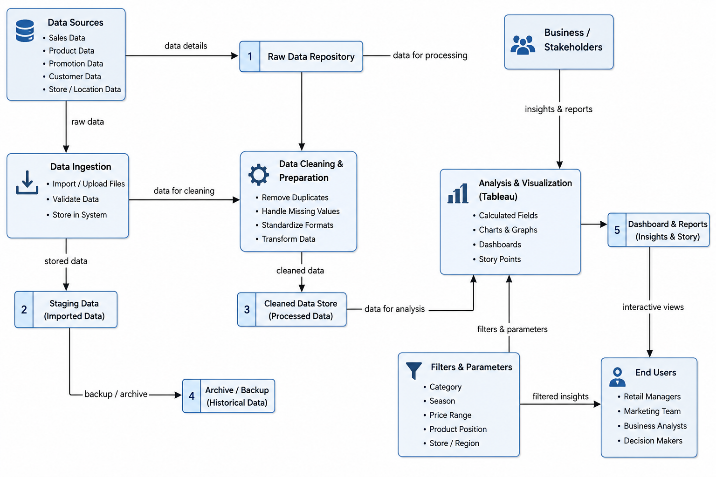 Data Sources
• Sales Data
• Product Data
• Promotion Data
• Customer Data
• Store / Location Data
data details
1 Raw Data Repository
data for processing
Business /
Stakeholders
raw data
insights & reports
Data Ingestion
• Import / Upload Files
• Validate Data
• Store in System
data for cleaning
Data Cleaning &
Preparation
• Remove Duplicates
• Handle Missing Values
• Standardize Formats
• Transform Data
Analysis & Visualization
(Tableau)
• Calculated Fields
• Charts & Graphs
• Dashboards
• Story Points
5 Dashboard & Reports
(Insights & Story)
stored data
cleaned data
2 Staging Data
(Imported Data)
3 Cleaned Data Store
(Processed Data)
data for analysis
interactive views
filters & parameters
backup / archive
4 Archive / Backup
(Historical Data)
Filters & Parameters
• Category
• Season
• Price Range
• Product Position
• Store / Region
filtered insights
End Users
• Retail Managers
• Marketing Team
• Business Analysts
• Decision Makers